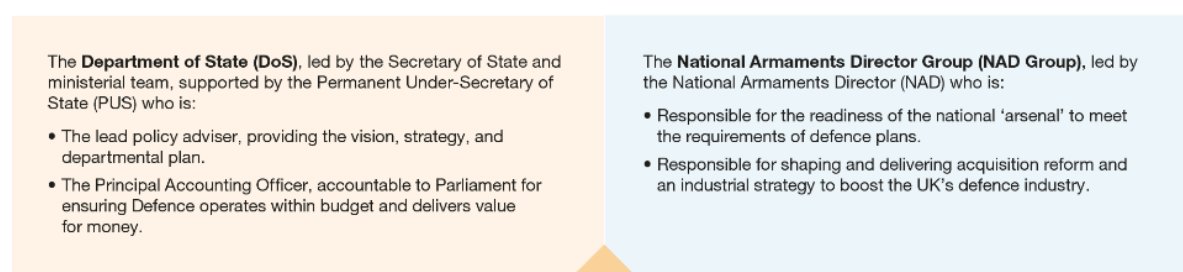 The Department of State (DoS), led by the Secretary of State and
ministerial team, supported by the Permanent Under-Secretary of
State (PUS) who is:
• The lead policy adviser, providing the vision, strategy, and
departmental plan.
• The Principal Accounting Officer, accountable to Parliament for
ensuring Defence operates within budget and delivers value
for money.
The National Armaments Director Group (NAD Group), led by
the National Armaments Director (NAD) who is:
• Responsible for the readiness of the national ‘arsenal’ to meet
the requirements of defence plans.
• Responsible for shaping and delivering acquisition reform and
an industrial strategy to boost the UK’s defence industry.